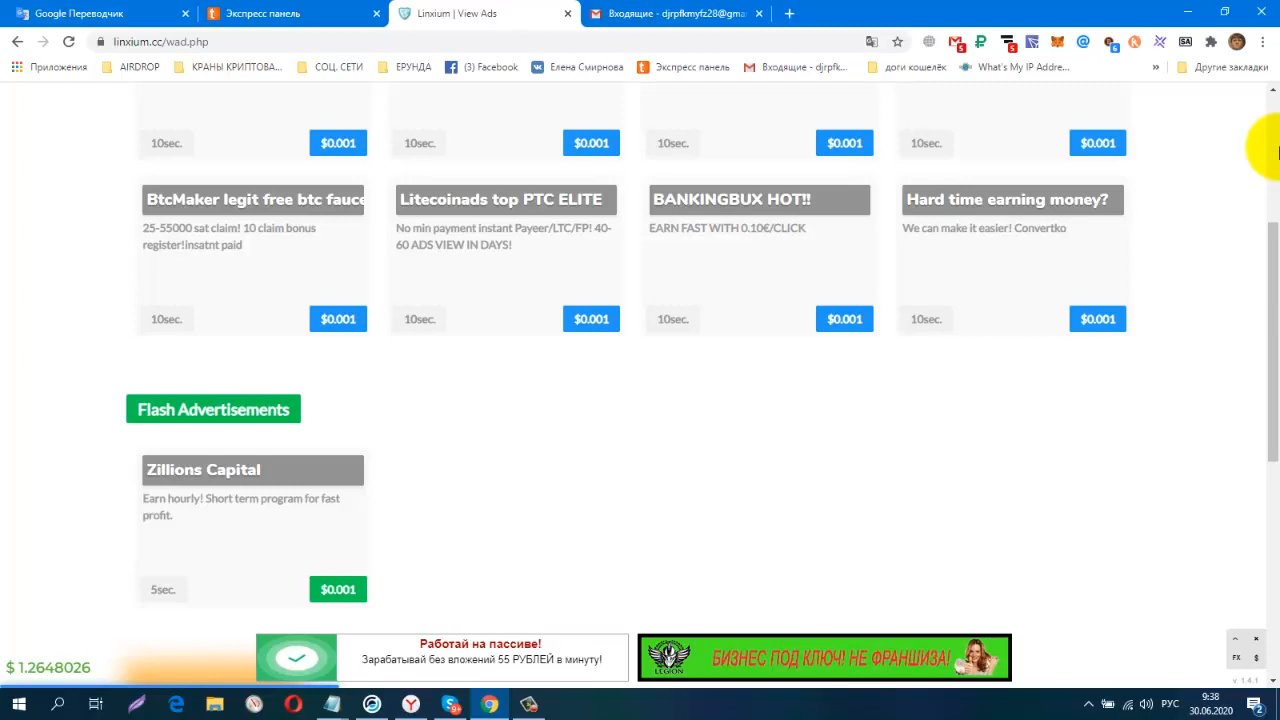 Google Переводчик
Экспресс панель
Linxium | View Ads
Входящие - djrpfkmyfz28@gma
linxium.cc/wad.php
Приложения
AIRDROP
КРАНЫ КРИПТОВА...
СОЦ. СЕТИ
ЕРУНДА
(3) Facebook
Елена Смирнова
Экспресс панель
Входящие - djrpfk...
доги кошелёк
What's My IP Addre...
»
Другие закладки
10sec.
$0.001
10sec.
$0.001
10sec.
$0.001
10sec.
$0.001
BtcMaker legit free btc fauce
25-55000 sat claim! 10 claim bonus
register!insatnt paid
10sec.
$0.001
Litecoinads top PTC ELITE
No min payment instant Payeer/LTC/FP! 40-
60 ADS VIEW IN DAYS!
10sec.
$0.001
BANKINGBUX HOT!!
EARN FAST WITH 0.10€/CLICK
10sec.
$0.001
Hard time earning money?
We can make it easier! Convertko
10sec.
$0.001
Flash Advertisements
Zillions Capital
Earn hourly! Short term program for fast
profit.
5sec.
$0.001
$ 1.2648026
Работай на пассиве!
Зарабатывай без вложений 55 РУБЛЕЙ в минуту!
LEGION
БИЗНЕС ПОД КЛЮЧ! НЕ ФРАНШИЗА!
FX
$
v. 1.4.1
РУС
9:38
30.06.2020
2